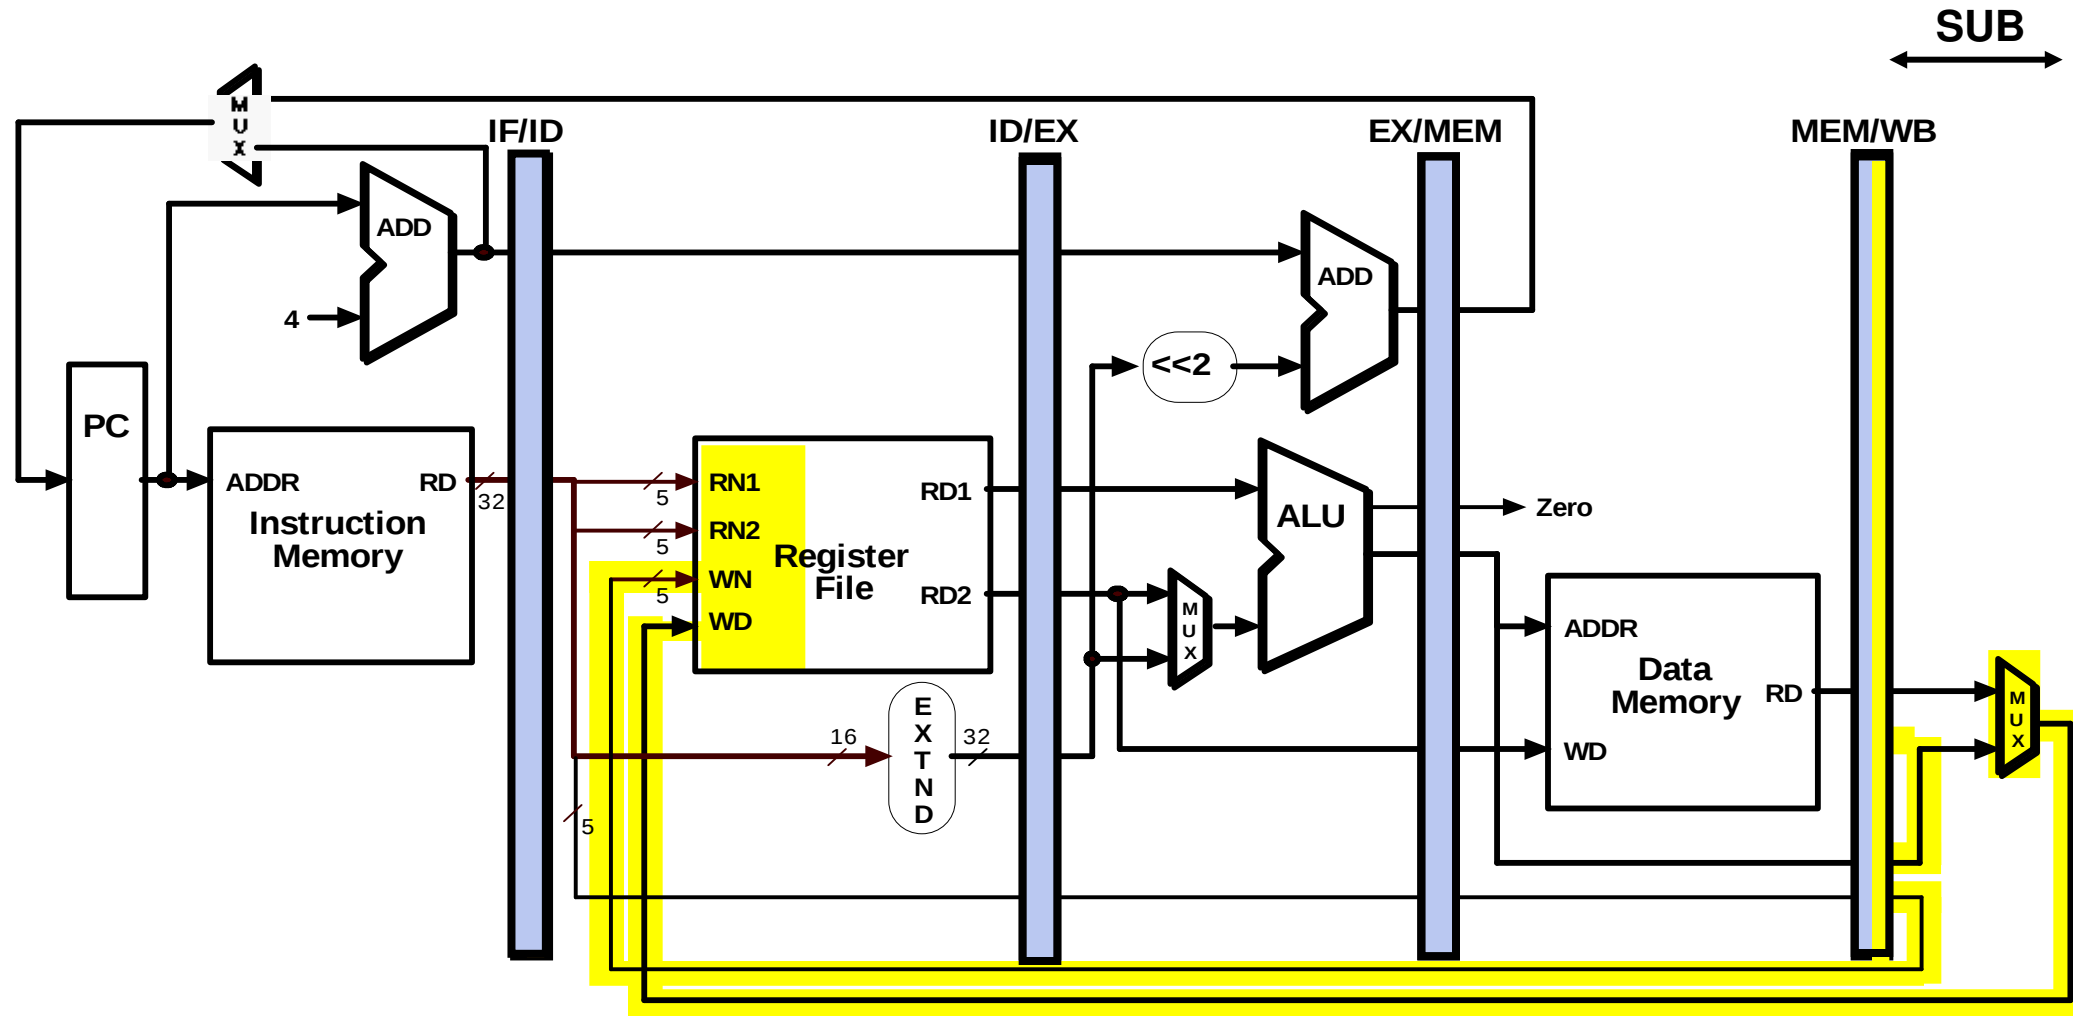 SUB
M
U
X
IF/ID
ID/EX
EX/MEM
MEM/WB
ADD
4
ADD
<<2
PC
ADDR
RD
32
Instruction
Memory
5
RN1
5
RN2
5
WN
WD
Register
File
RD1
RD2
ALU
Zero
M
U
X
ADDR
Data
Memory
RD
WD
M
U
X
16
E
X
T
N
D
32
5